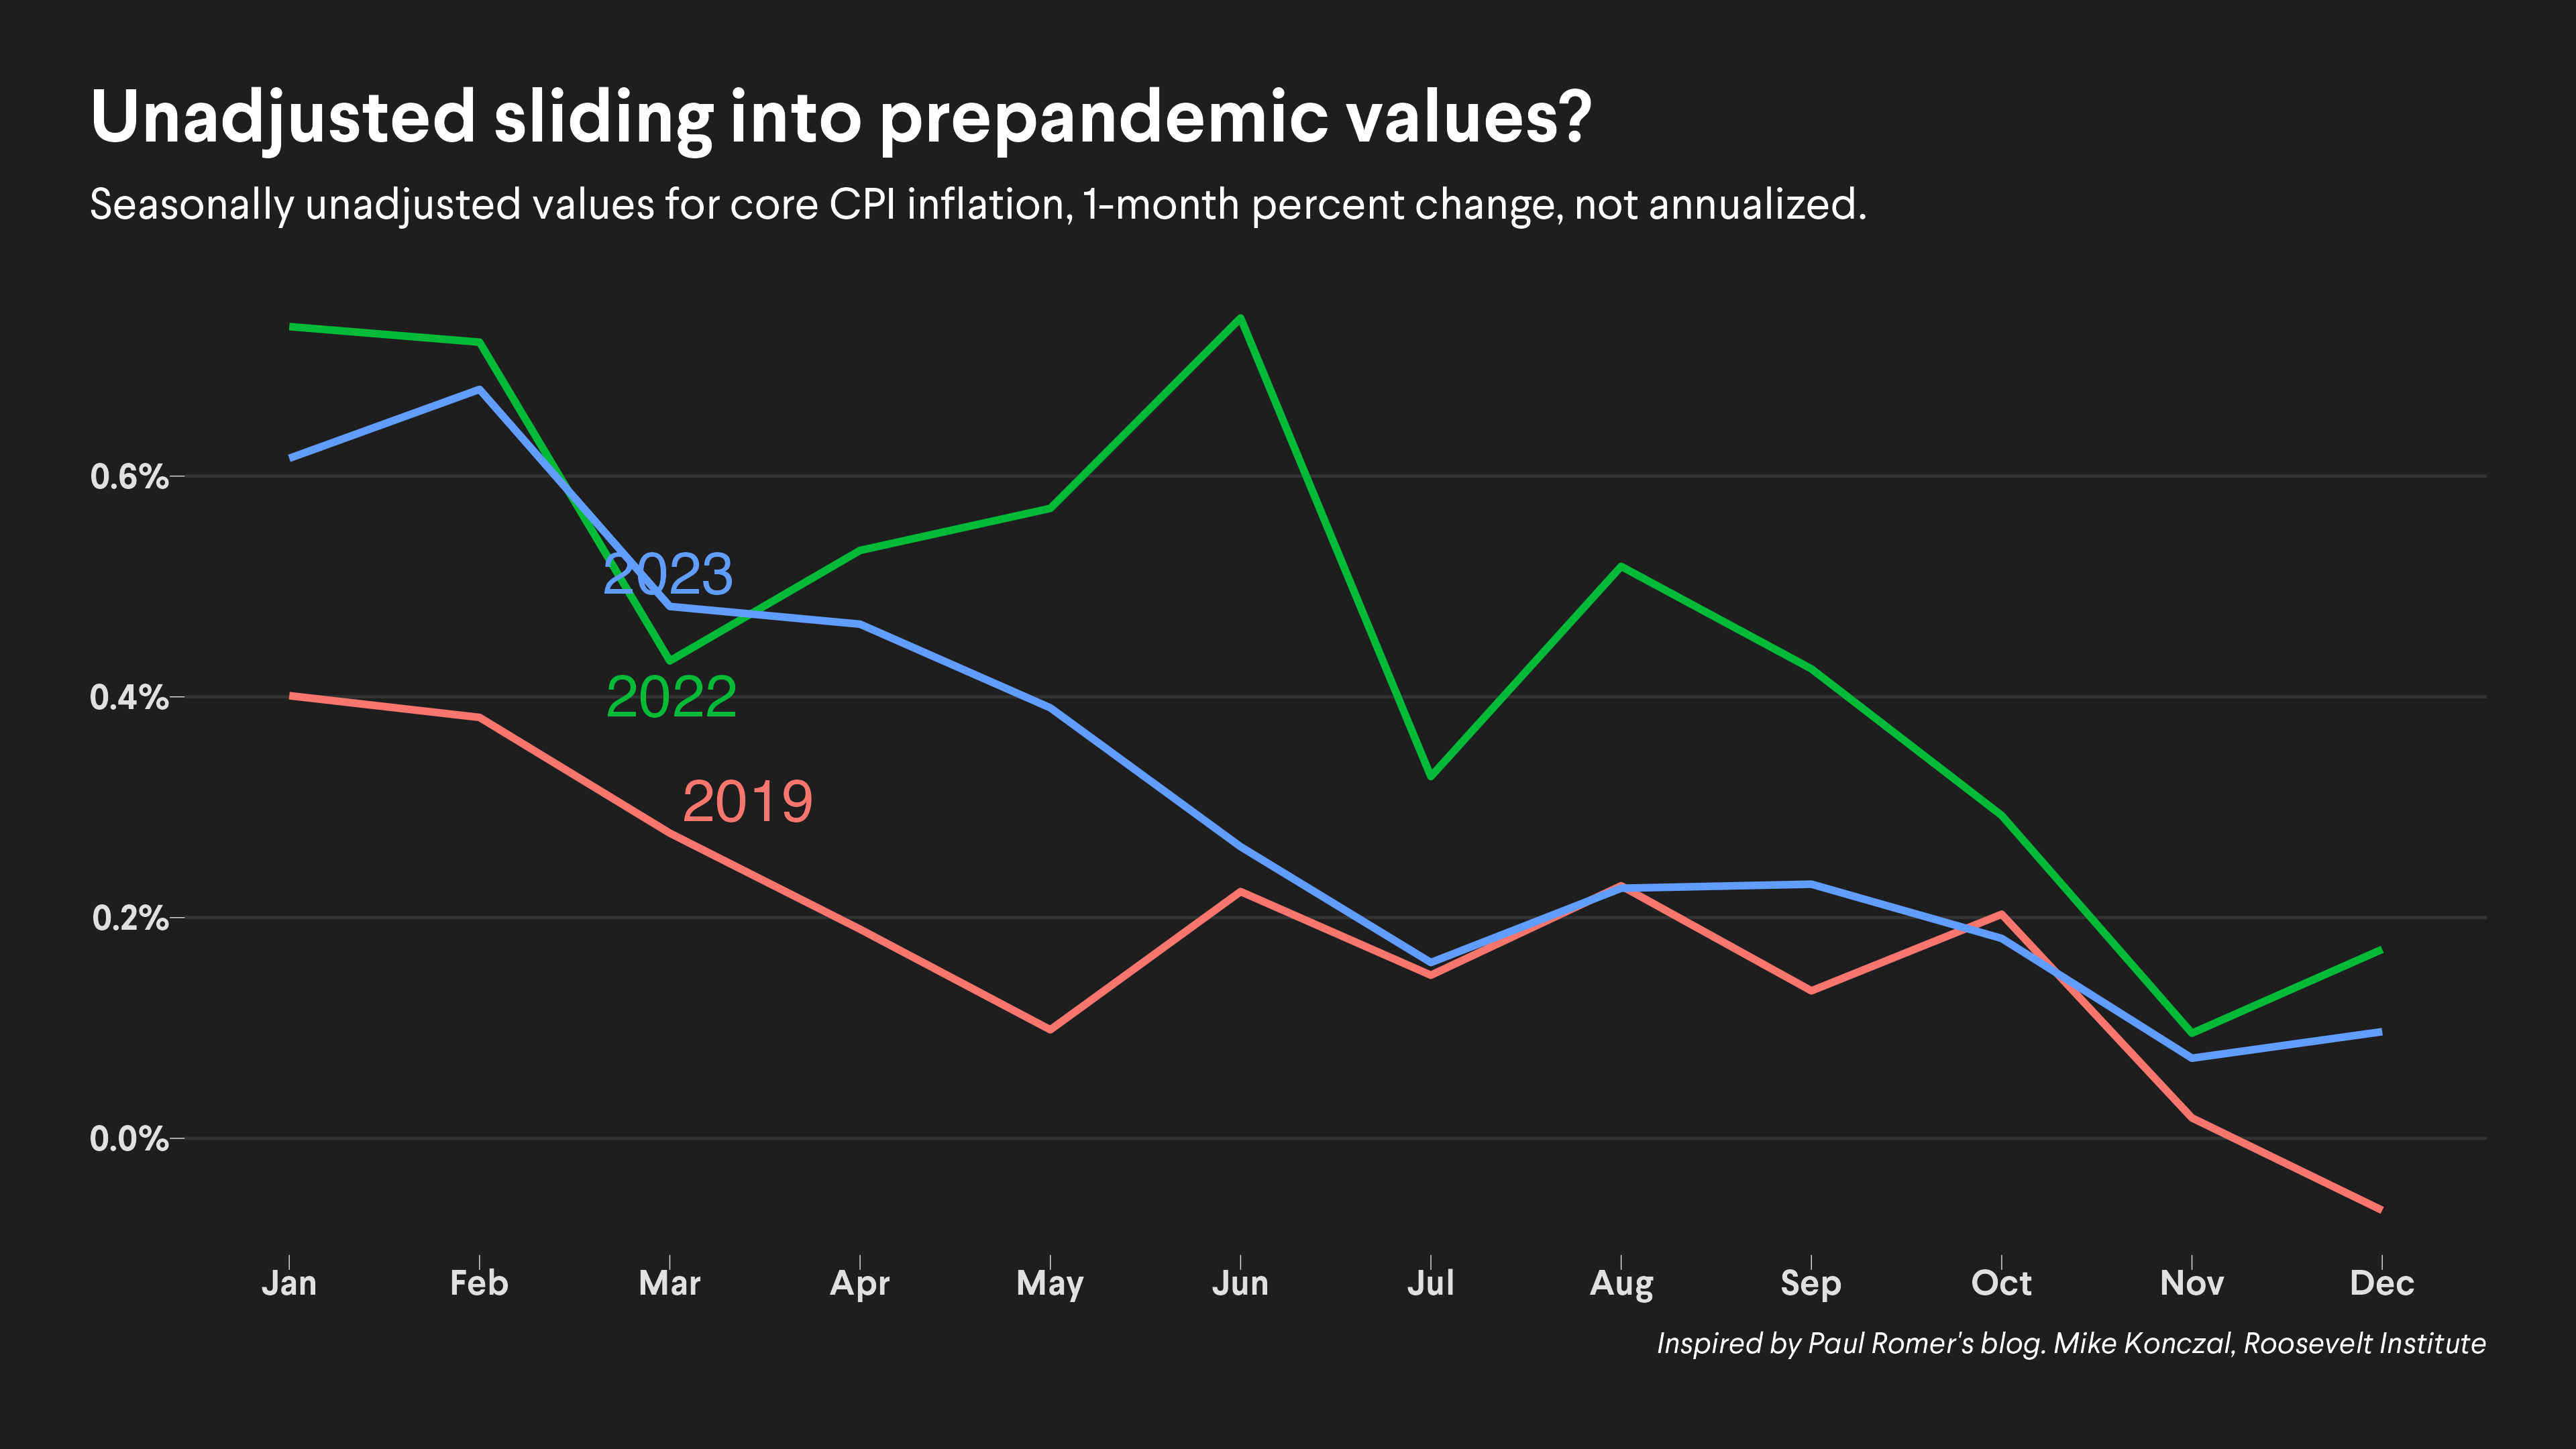 Unadjusted sliding into prepandemic values?
Seasonally unadjusted values for core CPI inflation, 1-month percent change, not annualized.
0.6%
2023
0.4%
2022
2019
0.2%
0.0%
Jan Feb Mar Apr May Jun Jul Aug Sep Oct Nov Dec
Inspired by Paul Romer's blog. Mike Konczal, Roosevelt Institute